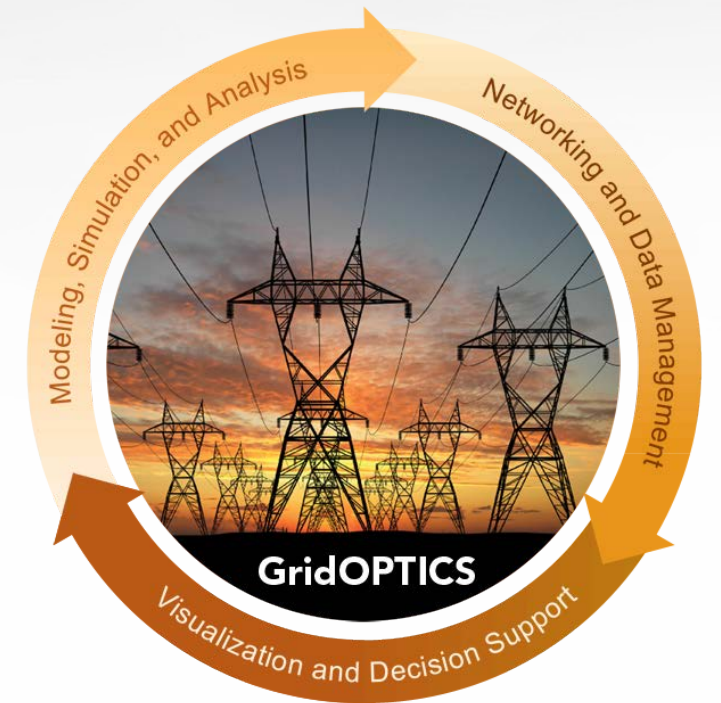 Modeling, Simulation, and Analysis
Networking and Data Management
GridOPTICS
Visualization and Decision Support